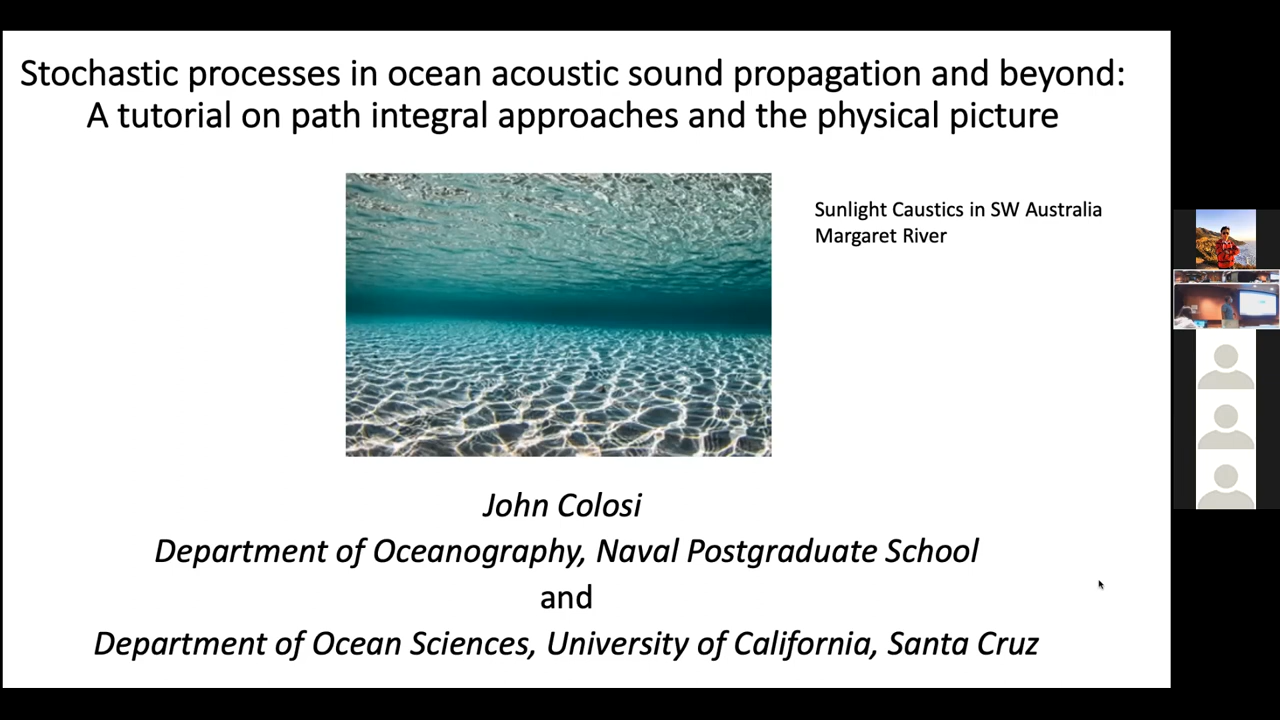 Stochastic processes in ocean acoustic sound propagation and beyond:
A tutorial on path integral approaches and the physical picture
Sunlight Caustics in SW Australia
Margaret River
John Colosi
Department of Oceanography, Naval Postgraduate School
and
Department of Ocean Sciences, University of California, Santa Cruz